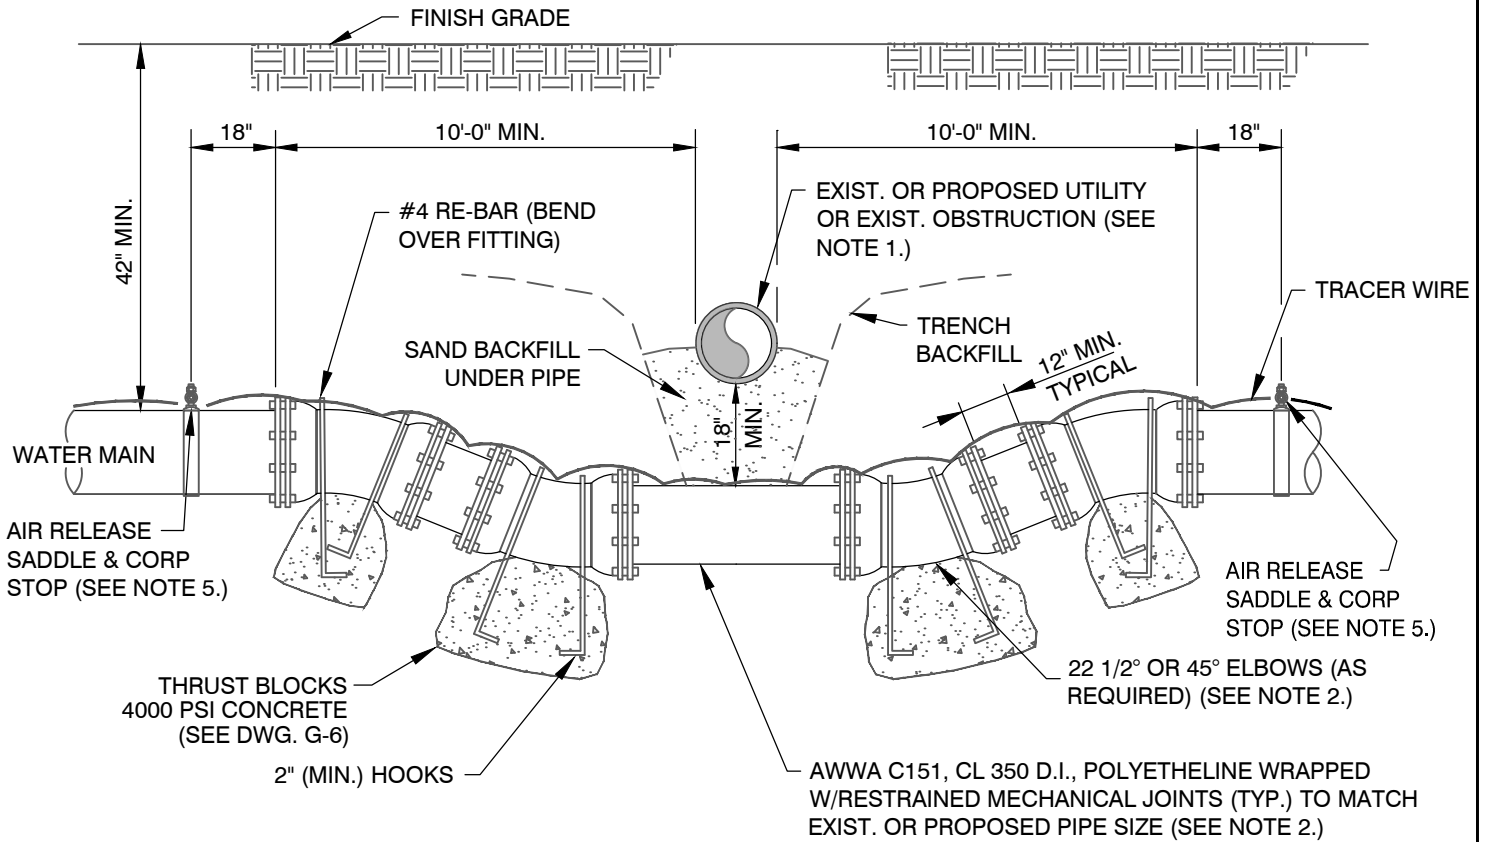 FINISH GRADE
18"
10'-0" MIN.
10'-0" MIN.
18"
42" MIN.
#4 RE-BAR (BEND
OVER FITTING)
EXIST. OR PROPOSED UTILITY
OR EXIST. OBSTRUCTION (SEE
NOTE 1.)
TRACER WIRE
TRENCH
BACKFILL
SAND BACKFILL
UNDER PIPE
12" MIN.
TYPICAL
18"
MIN.
WATER MAIN
AIR RELEASE
SADDLE & CORP
STOP (SEE NOTE 5.)
AIR RELEASE
SADDLE & CORP
STOP (SEE NOTE 5.)
THRUST BLOCKS
4000 PSI CONCRETE
(SEE DWG. G-6)
22 1/2° OR 45° ELBOWS (AS
REQUIRED) (SEE NOTE 2.)
2" (MIN.) HOOKS
AWWA C151, CL 350 D.I., POLYETHELINE WRAPPED
W/RESTRAINED MECHANICAL JOINTS (TYP.) TO MATCH
EXIST. OR PROPOSED PIPE SIZE (SEE NOTE 2.)